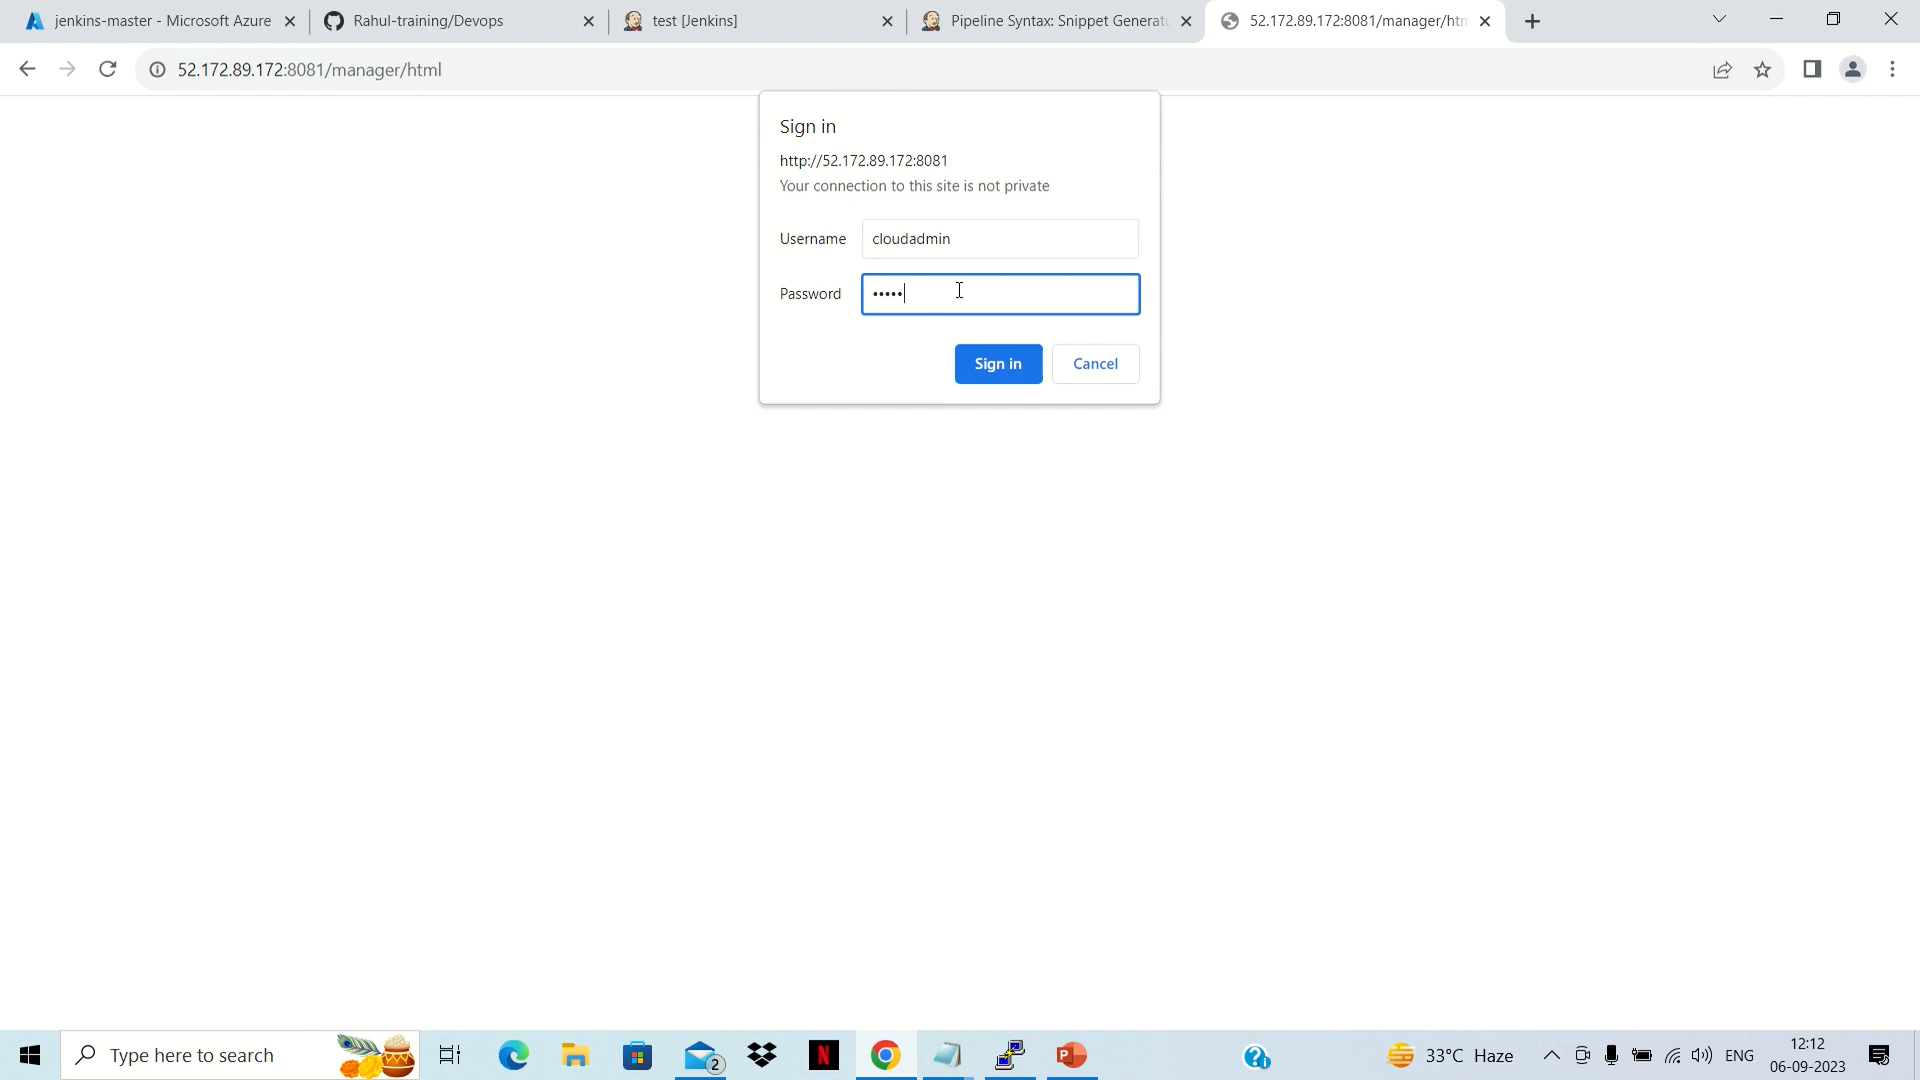 jenkins-master - Microsoft Azure
Rahul-training/Devops
test [Jenkins]
Pipeline Syntax: Snippet Generat
52.172.89.172:8081/manager/htm
52.172.89.172:8081/manager/html
Sign in
http://52.172.89.172:8081
Your connection to this site is not private
Username
cloudadmin
Password
•••••
Sign in
Cancel
Type here to search
2
N
33°C Haze
ENG
12:12
06-09-2023